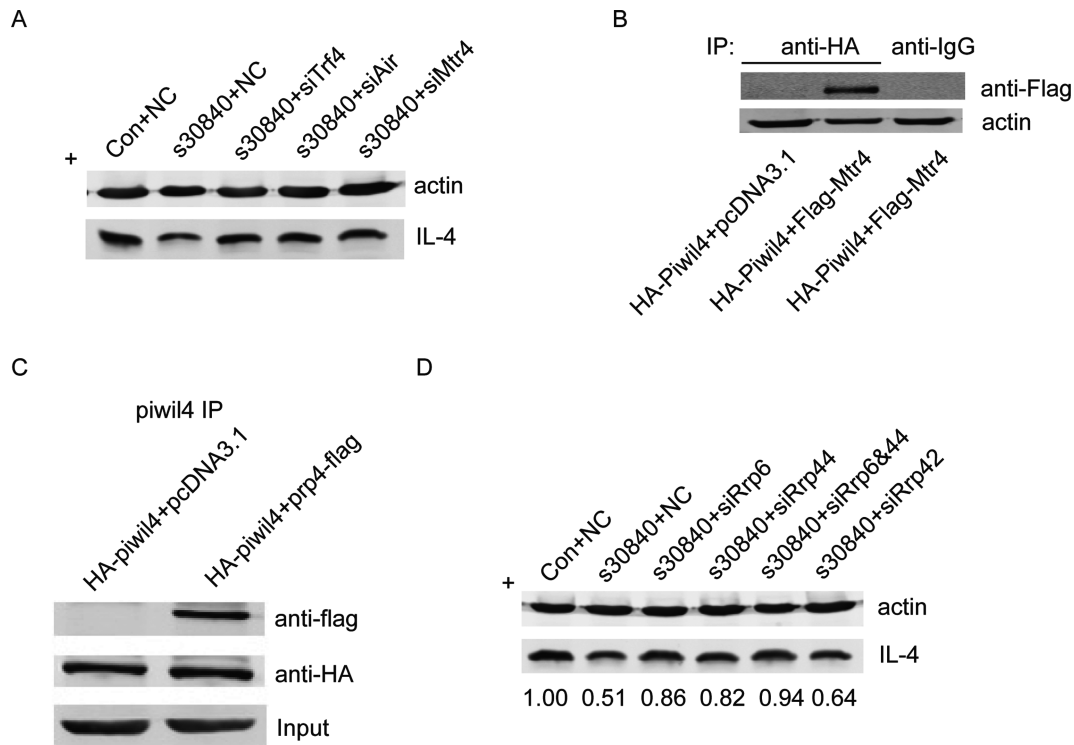 A
+
Con+NC
s30840+NC
s30840+siTrf4
s30840+siAir
s30840+siMtr4
actin
IL-4
B
IP: anti-HA anti-IgG
anti-Flag
actin
HA-Piwil4+pcDNA3.1
HA-Piwil4+Flag-Mtr4
HA-Piwil4+Flag-Mtr4
C
piwil4 IP
HA-piwil4+pcDNA3.1
HA-piwil4+prp4-flag
anti-flag
anti-HA
Input
D
+
Con+NC
s30840+NC
s30840+siRrp6
s30840+siRrp44
s30840+siRrp6&44
s30840+siRrp42
actin
IL-4
1.00 0.51 0.86 0.82 0.94 0.64